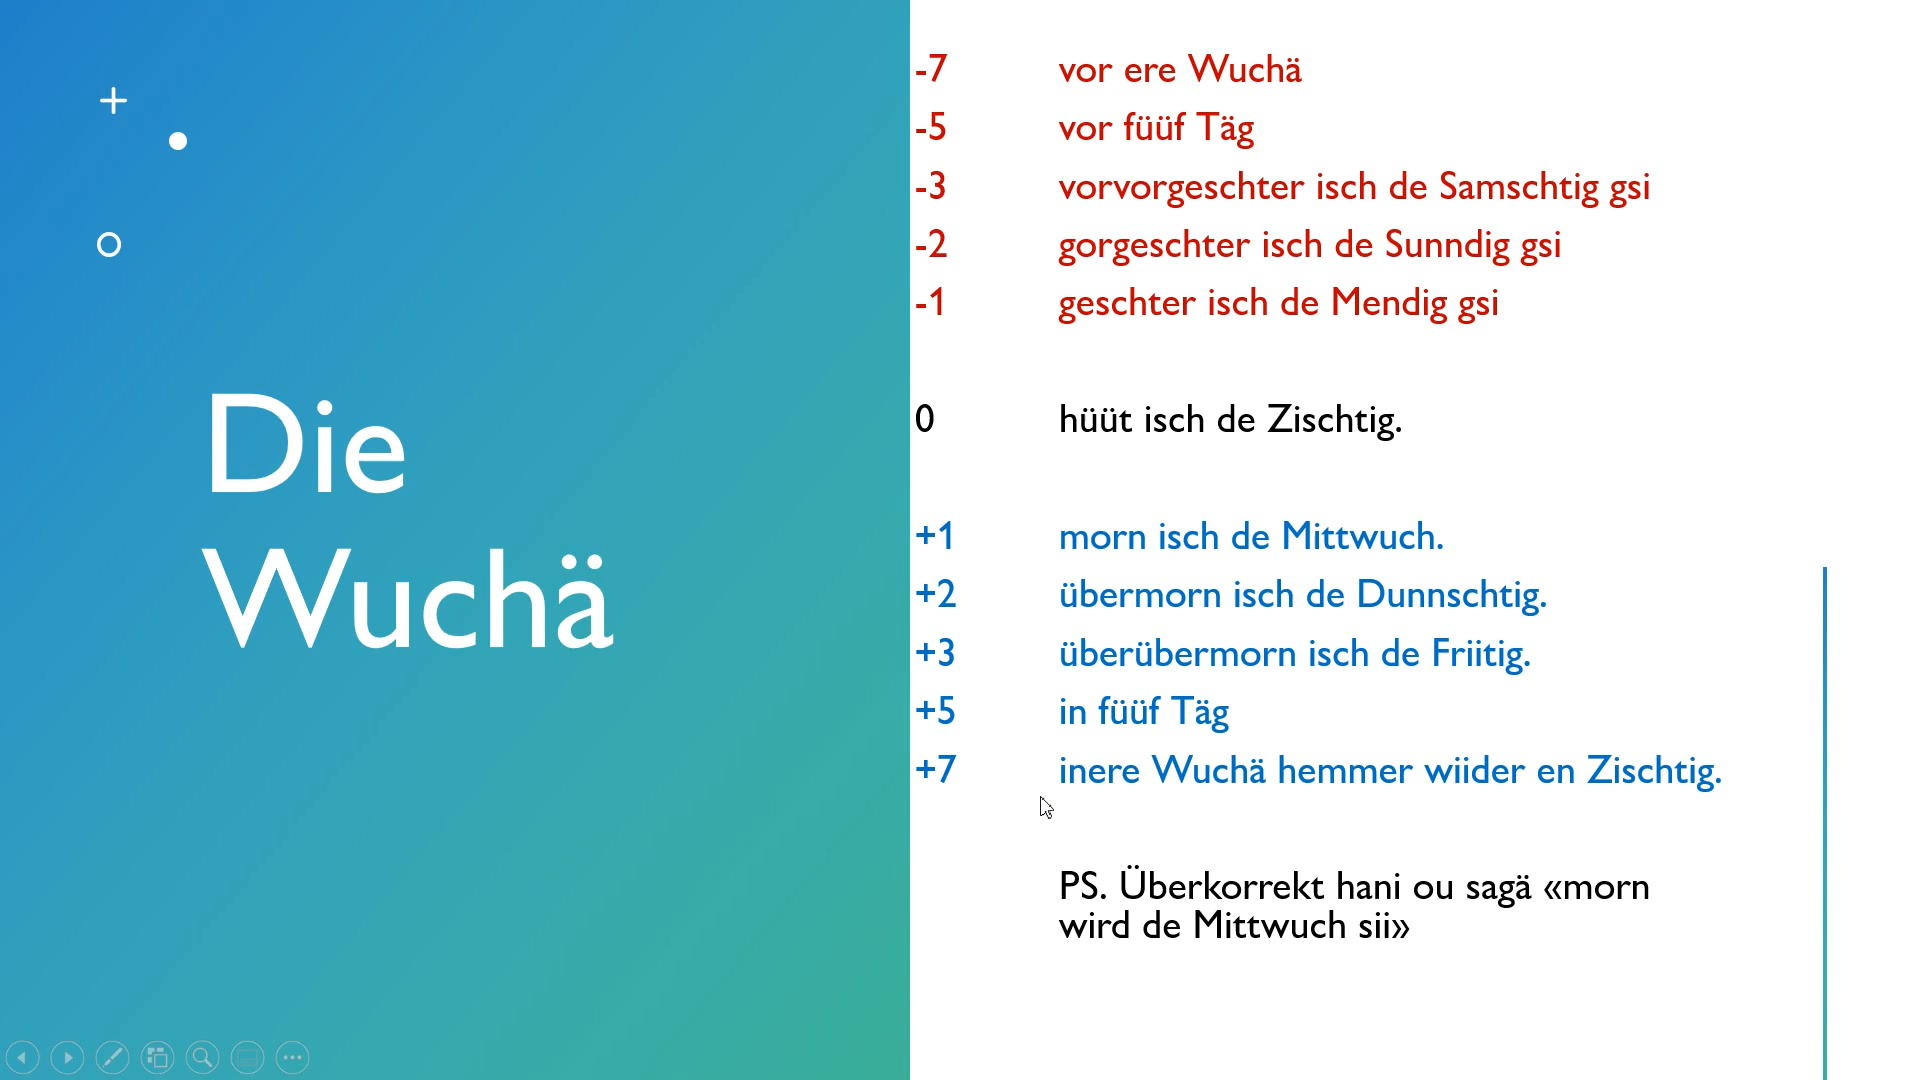 Die
Wuchä
-7 vor ere Wuchä
-5 vor füüf Täg
-3 vorvorgeschter isch de Samschtig gsi
-2 gorgeschter isch de Sunndig gsi
-1 geschter isch de Mendig gsi
0 hüüt isch de Zischtig.
+1 morn isch de Mittwuch.
+2 übermorn isch de Dunnschtig.
+3 überübermorn isch de Friitig.
+5 in füüf Täg
+7 inere Wuchä hemmer wiider en Zischtig.
PS. Überkorrekt hani ou sagä «morn
wird de Mittwuch sii»